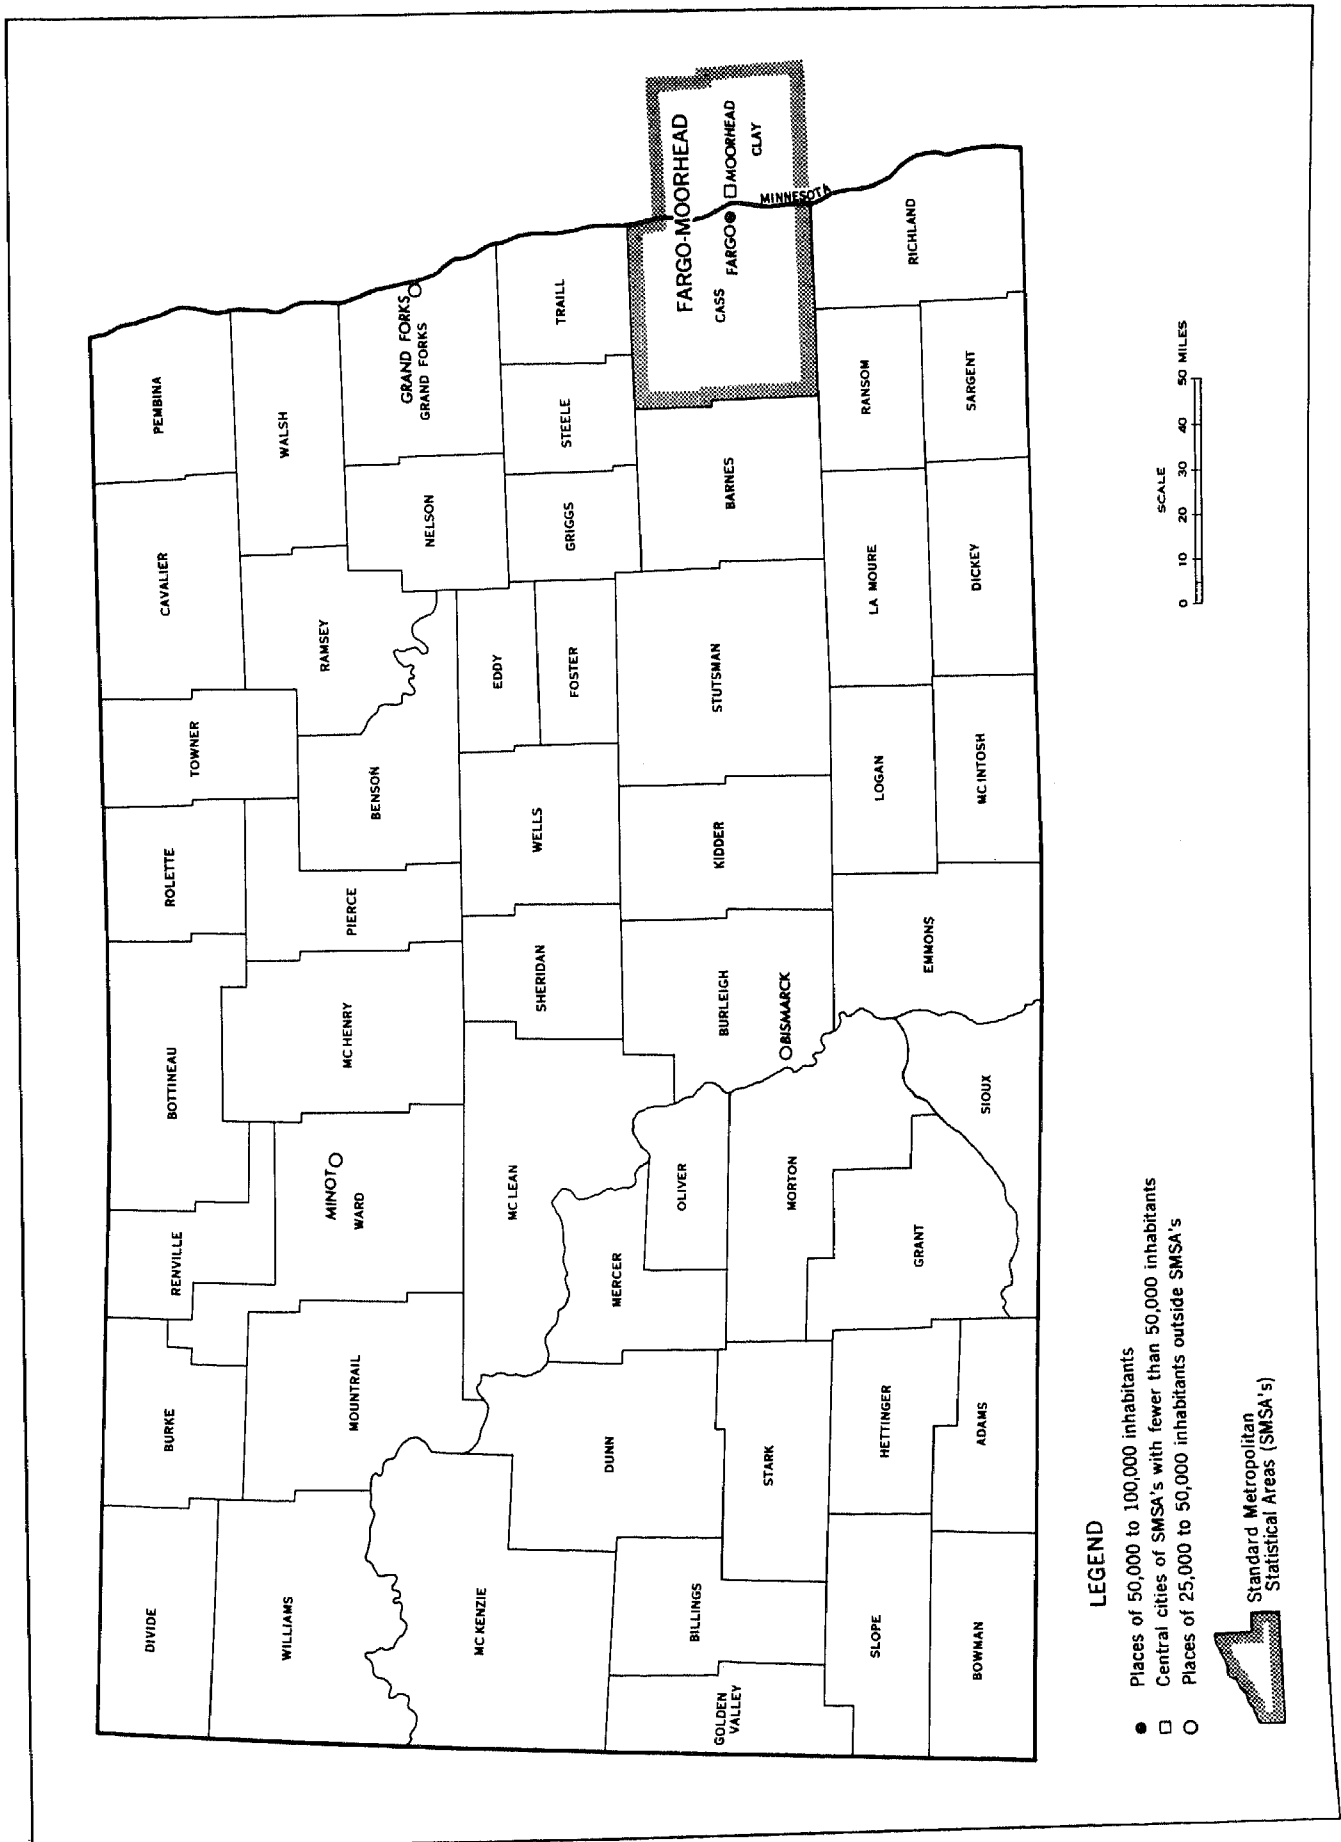 DIVIDE
BURKE
RENVILLE
BOTTINEAU
ROLETTE
TOWNER
CAVALIER
PEMBINA
WILLIAMS
MOUNTRAIL
MINOT
WARD
MC HENRY
PIERCE
BENSON
RAMSEY
WALSH
GRAND FORKS
GRAND FORKS
NELSON
MC KENZIE
DUNN
MERCER
MC LEAN
SHERIDAN
WELLS
EDDY
FOSTER
GRIGGS
STEELE
TRAILL
GOLDEN
VALLEY
BILLINGS
STARK
OLIVER
MORTON
BURLEIGH
BISMARCK
KIDDER
STUTSMAN
BARNES
FARGO-MOORHEAD
CASS
FARGO
MOORHEAD
CLAY
MINNESOTA
SLOPE
HETTINGER
GRANT
EMMONS
LOGAN
LA MOURE
RANSOM
RICHLAND
BOWMAN
ADAMS
SIOUX
MC INTOSH
DICKEY
SARGENT
LEGEND
Places of 50,000 to 100,000 inhabitants
Central cities of SMSA's with fewer than 50,000 inhabitants
Places of 25,000 to 50,000 inhabitants outside SMSA's
Standard Metropolitan
Statistical Areas (SMSA's)
SCALE
0 10 20 30 40 50 MILES